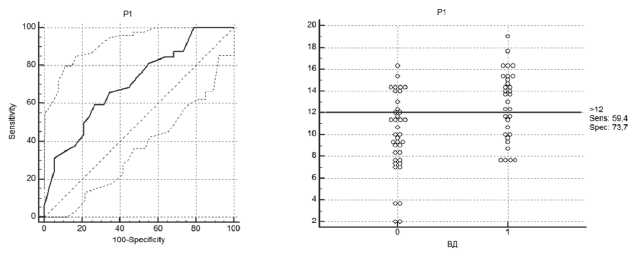 P1
100
80
60
40
20
0
Sensitivity
0 20 40 60 80 100
100-Specificity
P1
20
18
16
14
12
10
8
6
4
2
>12
Sens: 59,4
Spec: 73,7
0 1
ВД